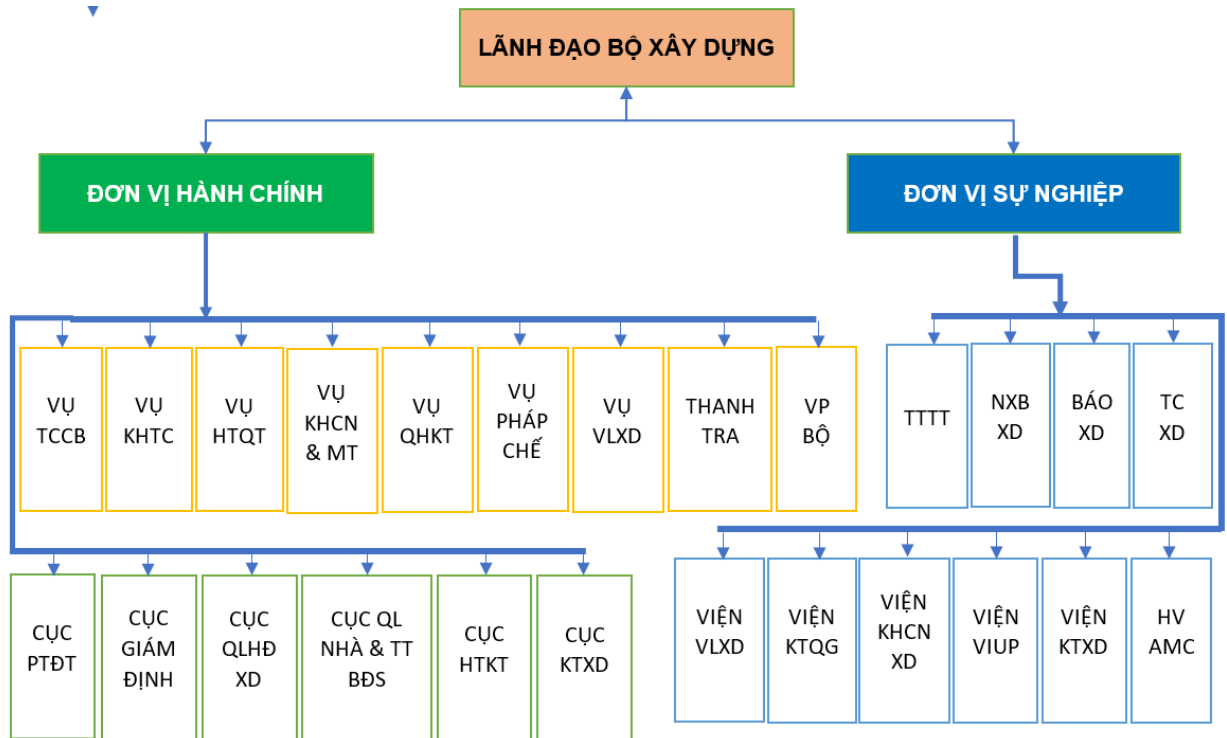 LÃNH ĐẠO BỘ XÂY DỰNG
ĐƠN VỊ HÀNH CHÍNH
ĐƠN VỊ SỰ NGHIỆP
VỤ
TCCB
VỤ
KHTC
VỤ
HTQT
VỤ
KHCN
& MT
VỤ
QHKT
VỤ
PHÁP
CHẾ
VỤ
VLXD
THANH
TRA
VP
BỘ
TTTT
NXB
XD
BÁO
XD
TC
XD
CỤC
PTĐT
CỤC
GIÁM
ĐỊNH
CỤC
QLHĐ
XD
CỤC QL
NHÀ & TT
BĐS
CỤC
HTKT
CỤC
KTXD
VIỆN
VLXD
VIỆN
KTQG
VIỆN
KHCN
XD
VIỆN
VIUP
VIỆN
KTXD
HV
AMC